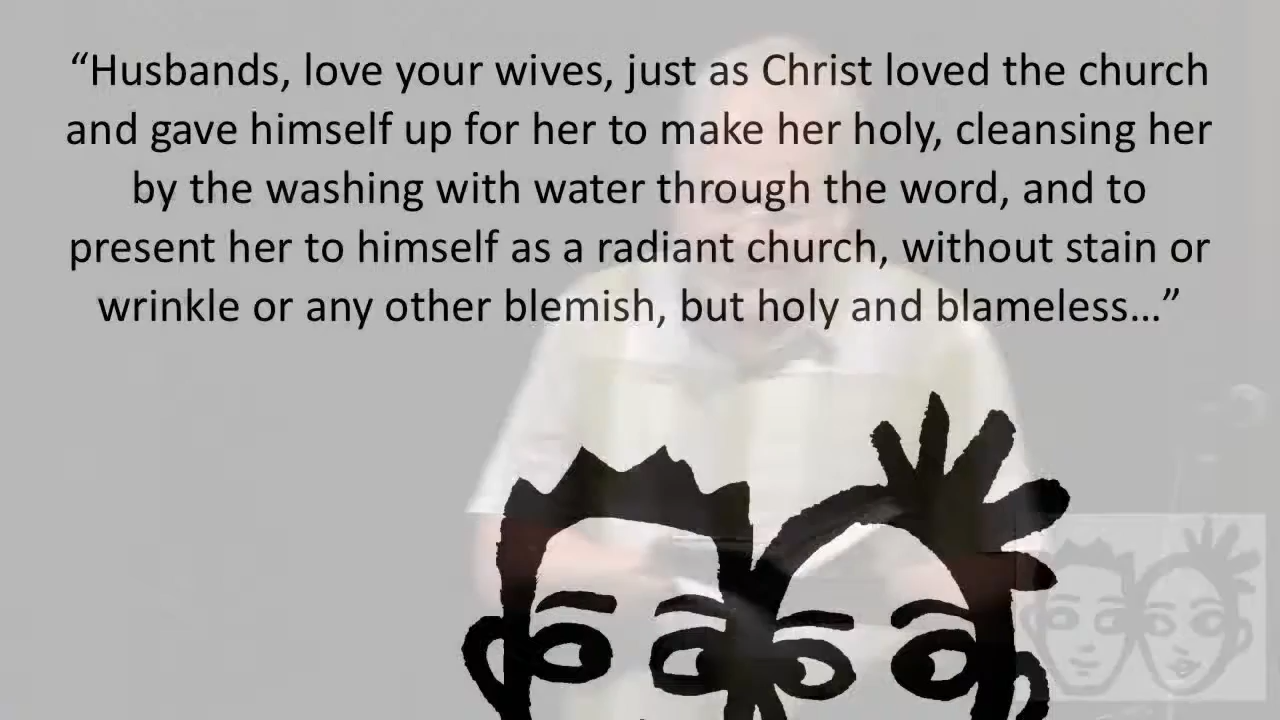 “Husbands, love your wives, just as Christ loved the church
and gave himself up for her to make her holy, cleansing her
by the washing with water through the word, and to
present her to himself as a radiant church, without stain or
wrinkle or any other blemish, but holy and blameless…”